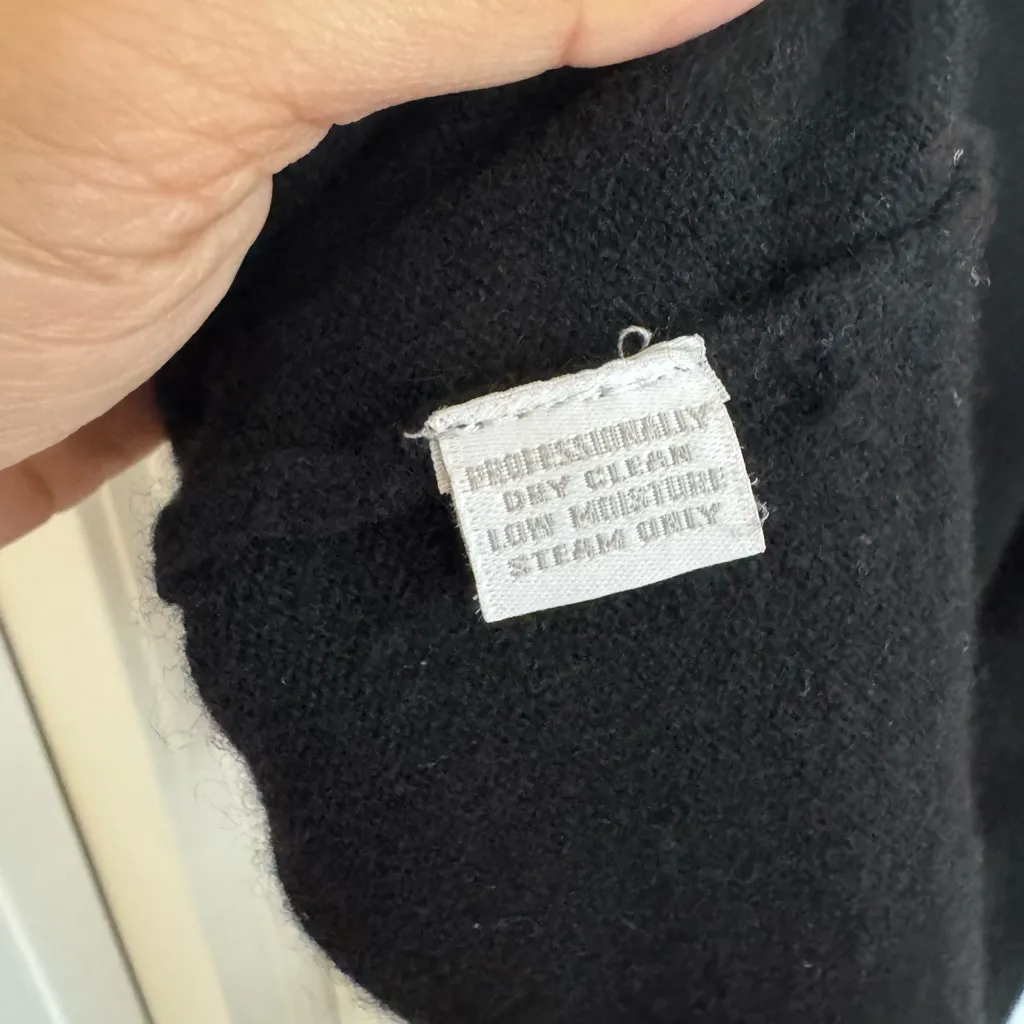 PROFESSIONALLY
DRY CLEAN
LOW MOISTURE
STEAM ONLY